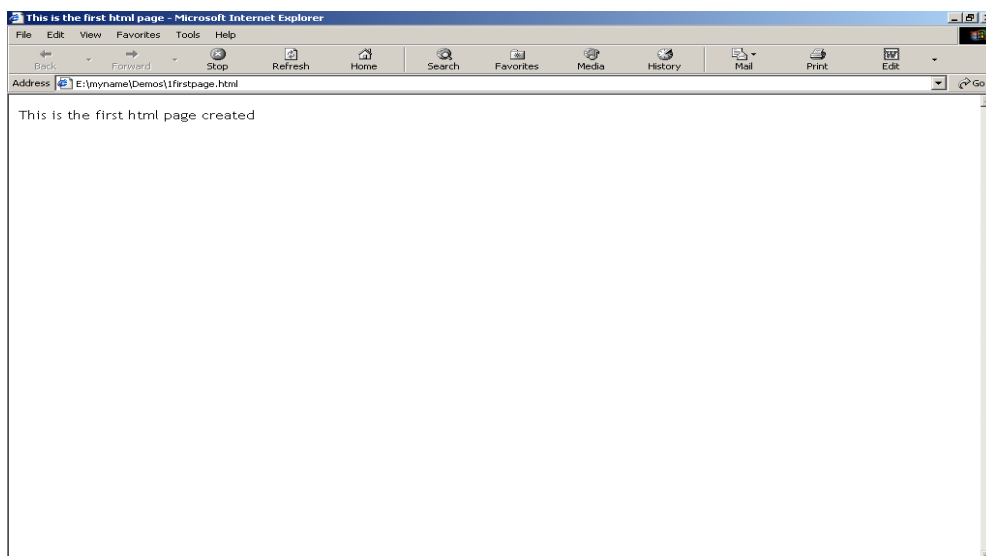 This is the first html page - Microsoft Internet Explorer
File Edit View Favorites Tools Help
Back Forward Stop Refresh Home Search Favorites Media History Mail Print Edit
Address E:\myname\Demos\1firstpage.html Go
This is the first html page created